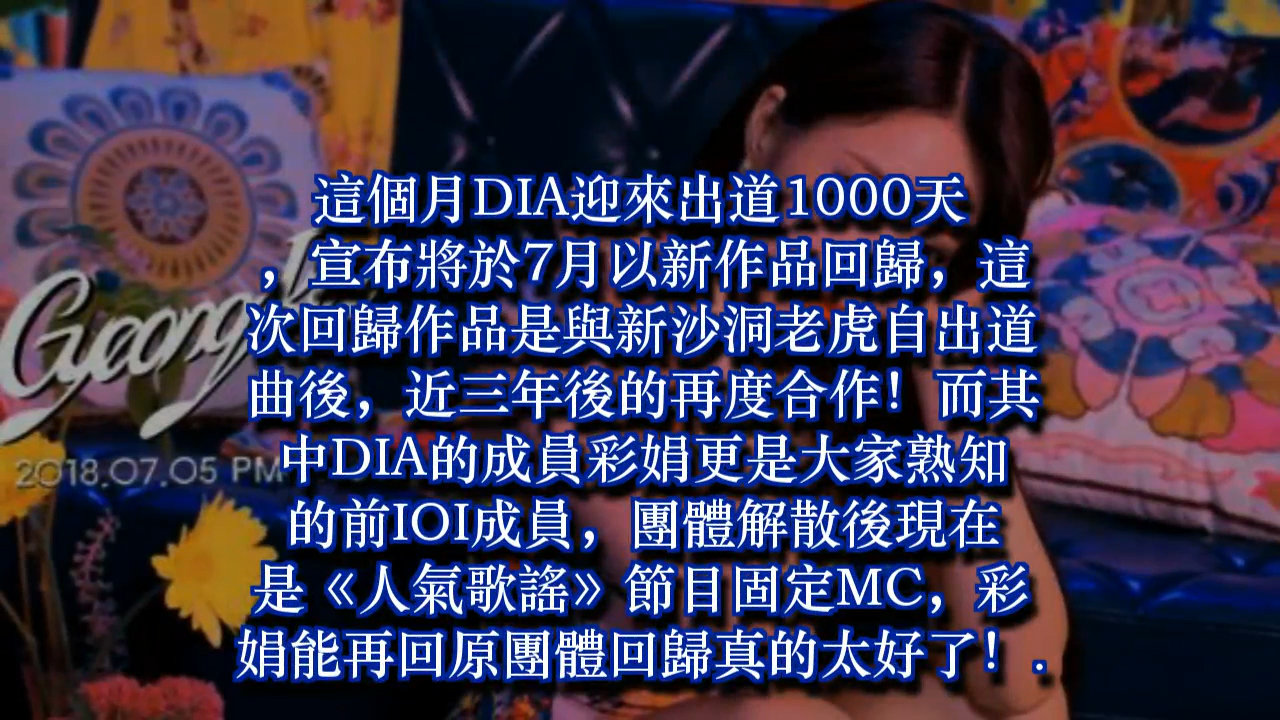 這個月DIA迎來出道1000天
，宣布將於7月以新作品回歸，這
次回歸作品是與新沙洞老虎自出道
曲後，近三年後的再度合作！而其
中DIA的成員彩娟更是大家熟知
的前IOI成員，團體解散後現在
是《人氣歌謠》節目固定MC，彩
娟能再回原團體回歸真的太好了！.
2018.07.05 PM